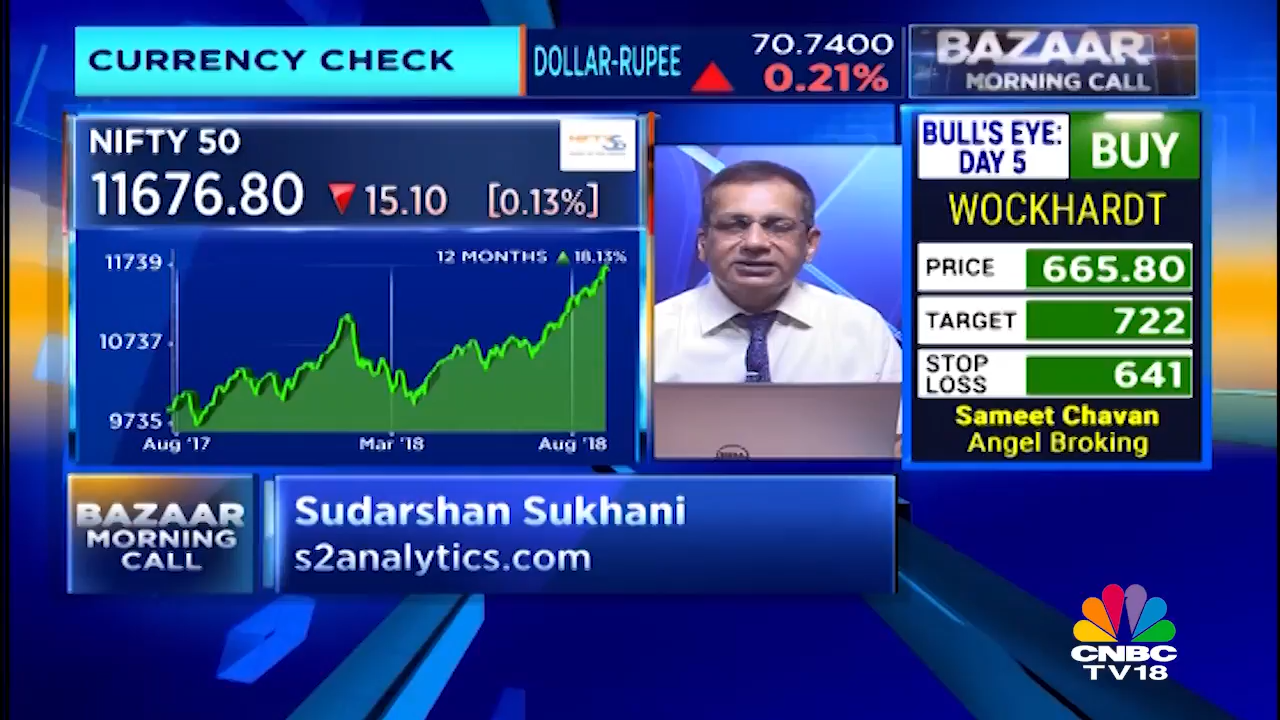 CURRENCY CHECK
DOLLAR-RUPEE
70.7400
0.21%
BAZAAR
MORNING CALL
NIFTY 50
11676.80 15.10 [0.13%]
12 MONTHS 18.13%
11739
10737
9735
Aug '17 Mar '18 Aug '18
BULL'S EYE:
DAY 5
BUY
WOCKHARDT
PRICE 665.80
TARGET 722
STOP
LOSS
641
Sameet Chavan
Angel Broking
BAZAAR
MORNING
CALL
Sudarshan Sukhani
s2analytics.com
CNBC
TV18